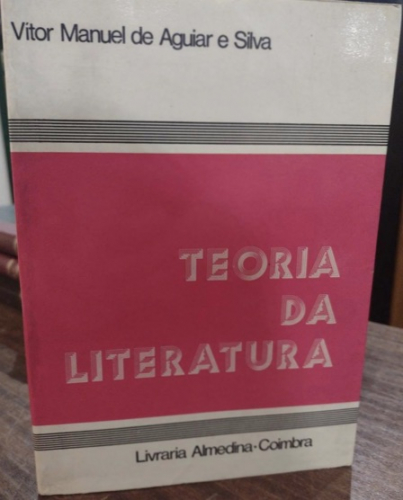 Vitor Manuel de Aguiar e Silva
TEORIA
DA
LITERATURA
Livraria Almedina-Coimbra